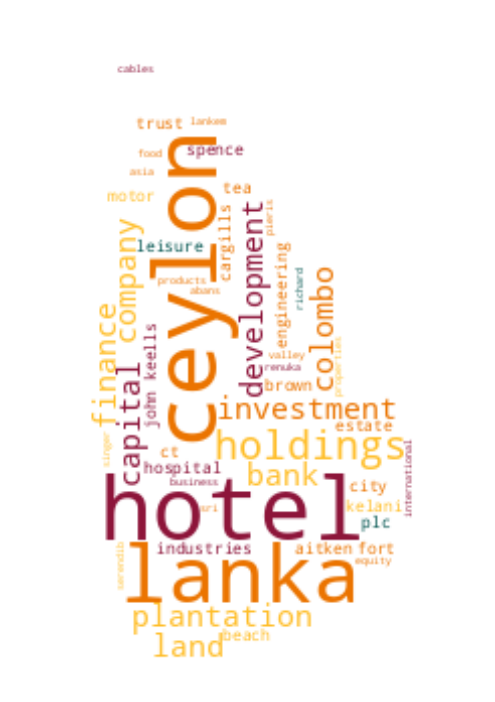 cables
trust
lankem
food
spence
asia
tea
motor
ceylon
pieris
cargills
development
company
leisure
engineering
products
abans
richard
colombo
finance
john keells
valley
renuka
properties
capital
brown
investment
estate
holdings
singer
ct
hospital
bank
international
business
city
hotel
sri
kelani
plc
industries
aitken
fort
lanka
equity
serendib
plantation
beach
land